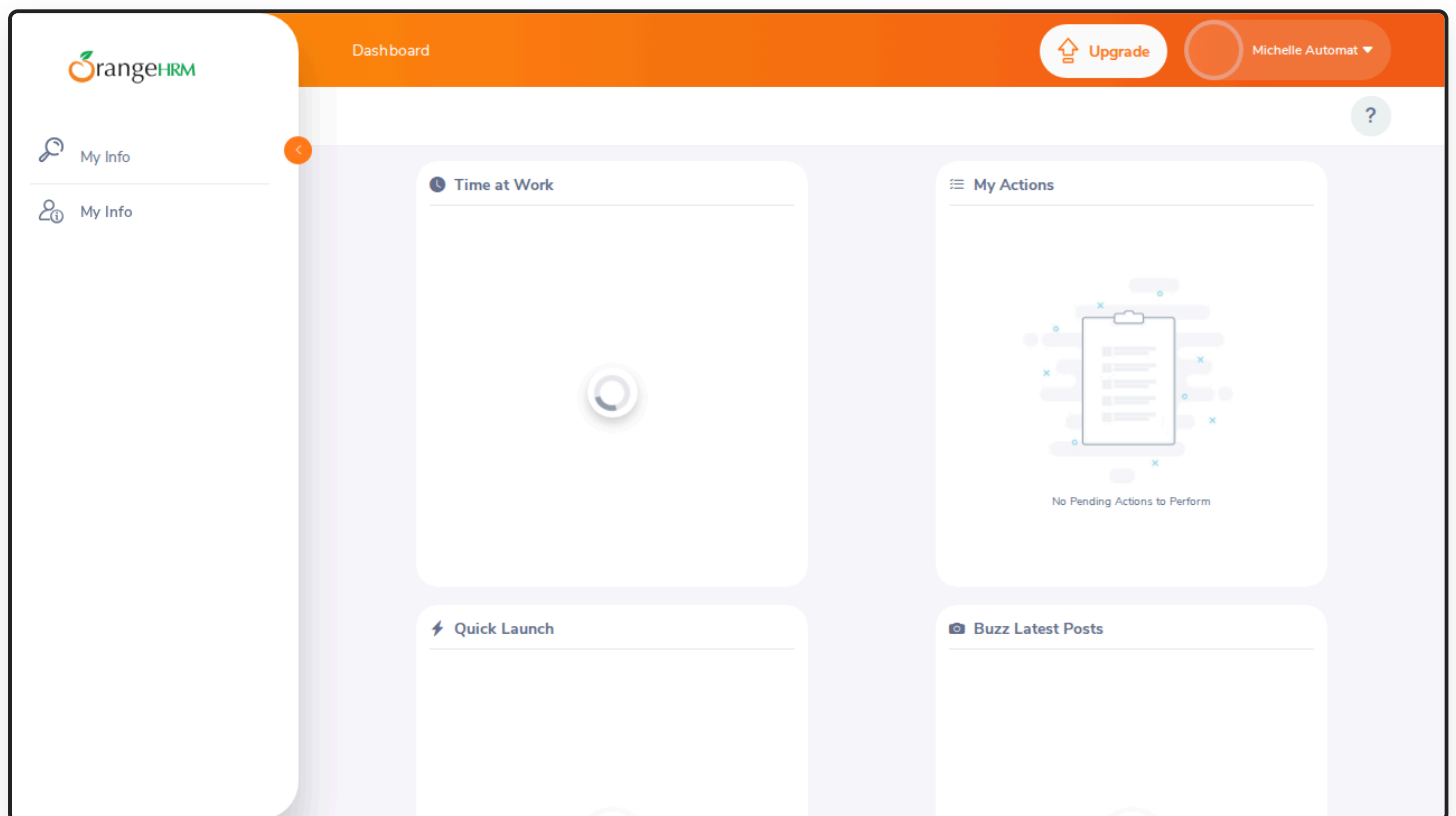 OrangeHRM
Dashboard
Upgrade
Michelle Automat
My Info
?
My Info
Time at Work
My Actions
No Pending Actions to Perform
Quick Launch
Buzz Latest Posts